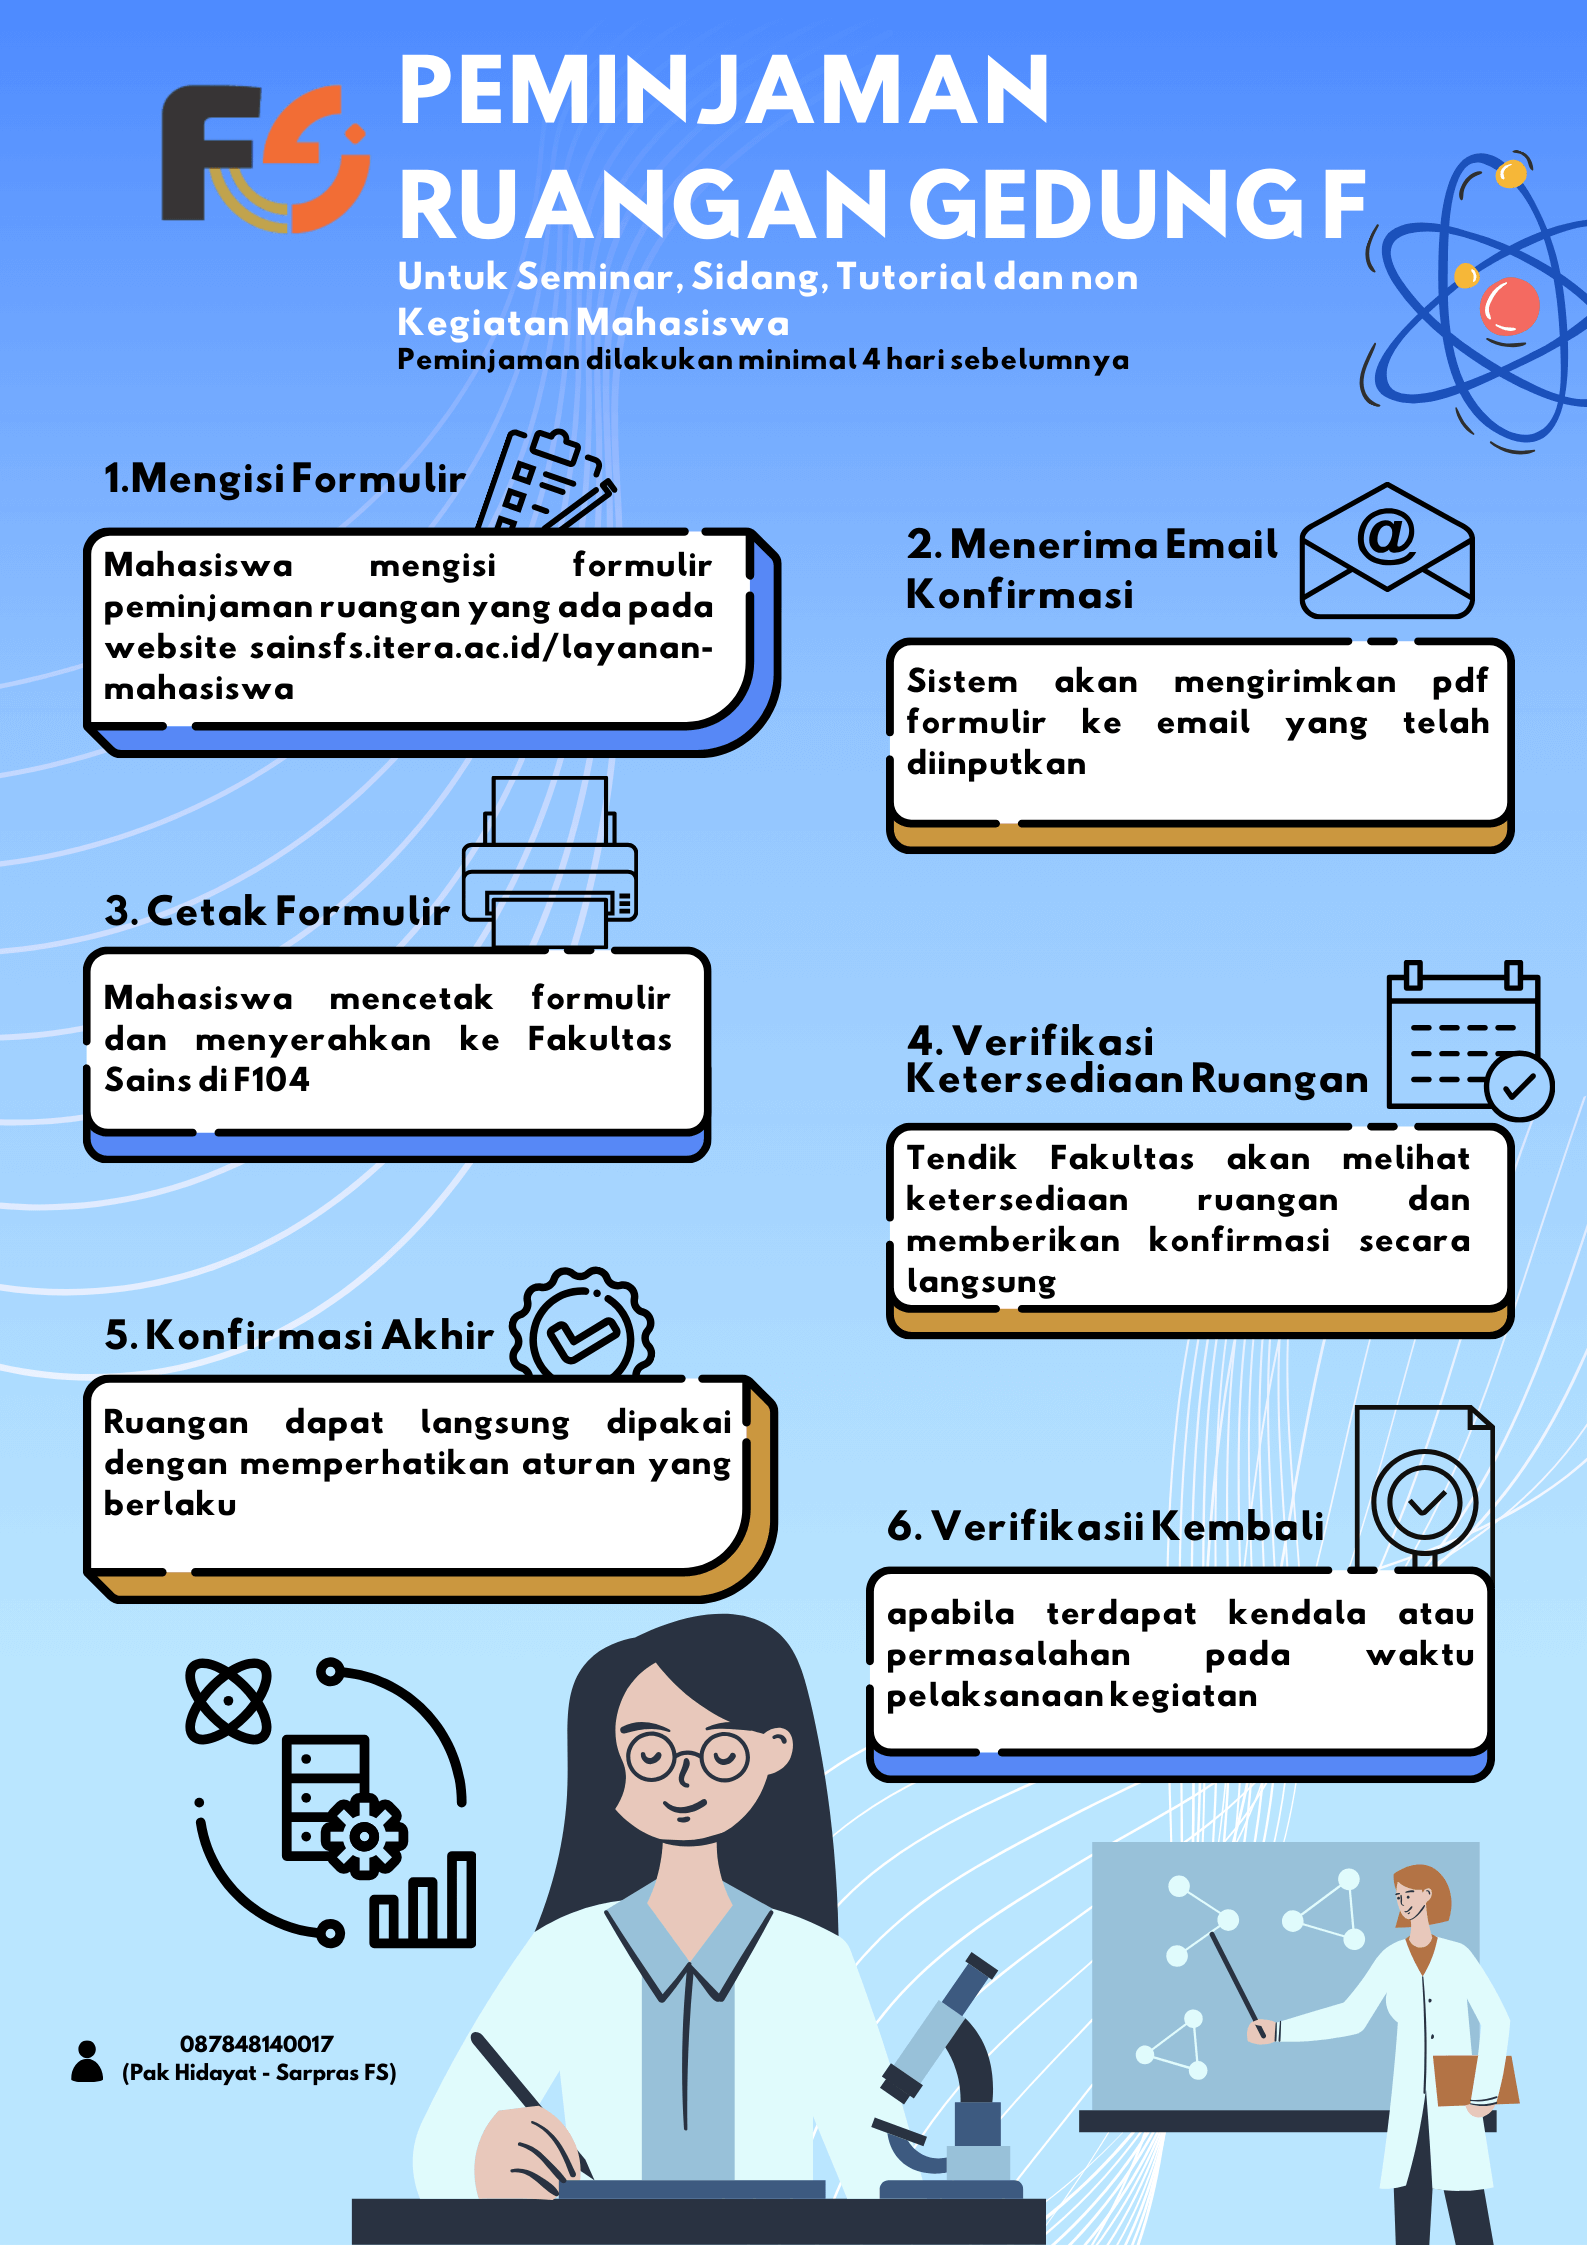 FS
PEMINJAMAN
RUANGAN GEDUNG F
Untuk Seminar, Sidang, Tutorial dan non
Kegiatan Mahasiswa
Peminjaman dilakukan minimal 4 hari sebelumnya
1.Mengisi Formulir
Mahasiswa mengisi formulir
peminjaman ruangan yang ada pada
website sainsfs.itera.ac.id/layanan-
mahasiswa
2. Menerima Email
Konfirmasi
@
Sistem akan mengirimkan pdf
formulir ke email yang telah
diinputkan
3. Cetak Formulir
Mahasiswa mencetak formulir
dan menyerahkan ke Fakultas
Sains di F104
4. Verifikasi
Ketersediaan Ruangan
Tendik Fakultas akan melihat
ketersediaan ruangan dan
memberikan konfirmasi secara
langsung
5. Konfirmasi Akhir
Ruangan dapat langsung dipakai
dengan memperhatikan aturan yang
berlaku
6. Verifikasii Kembali
apabila terdapat kendala atau
permasalahan pada waktu
pelaksanaan kegiatan
087848140017
(Pak Hidayat - Sarpras FS)